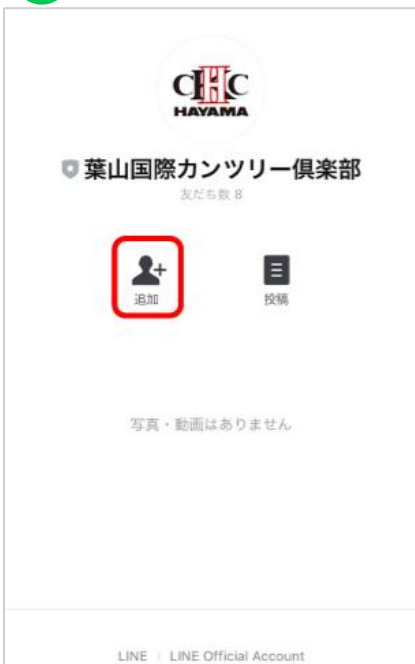 CHC
HAYAMA
葉山国際カンツリー倶楽部
友だち数 8
追加
投稿
写真・動画はありません
LINE | LINE Official Account